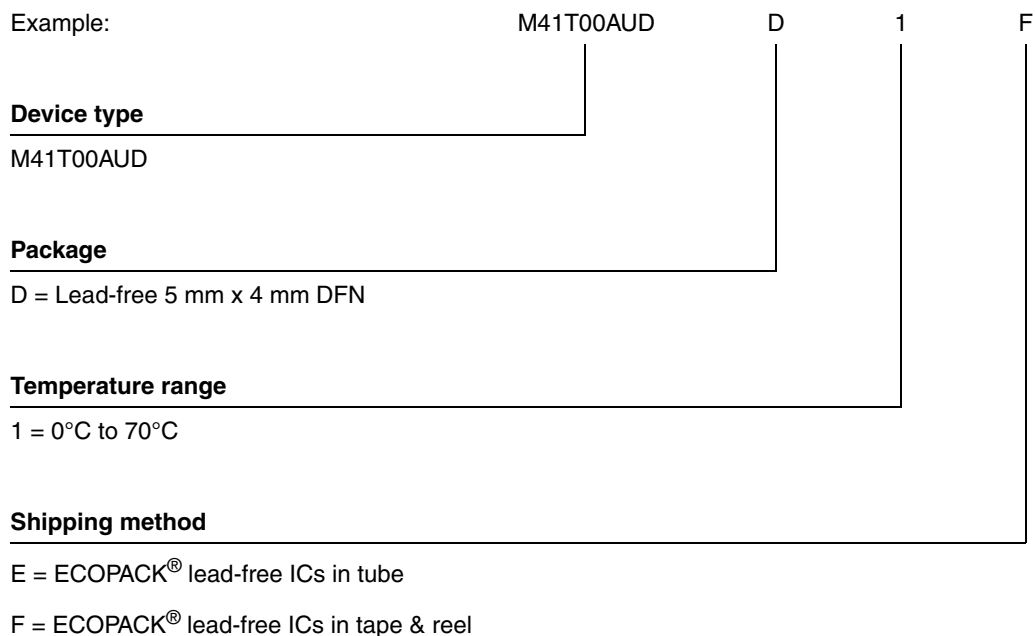 Example: M41T00AUD D 1 F
Device type
M41T00AUD
Package
D = Lead-free 5 mm x 4 mm DFN
Temperature range
1 = 0°C to 70°C
Shipping method
E = ECOPACK® lead-free ICs in tube
F = ECOPACK® lead-free ICs in tape & reel